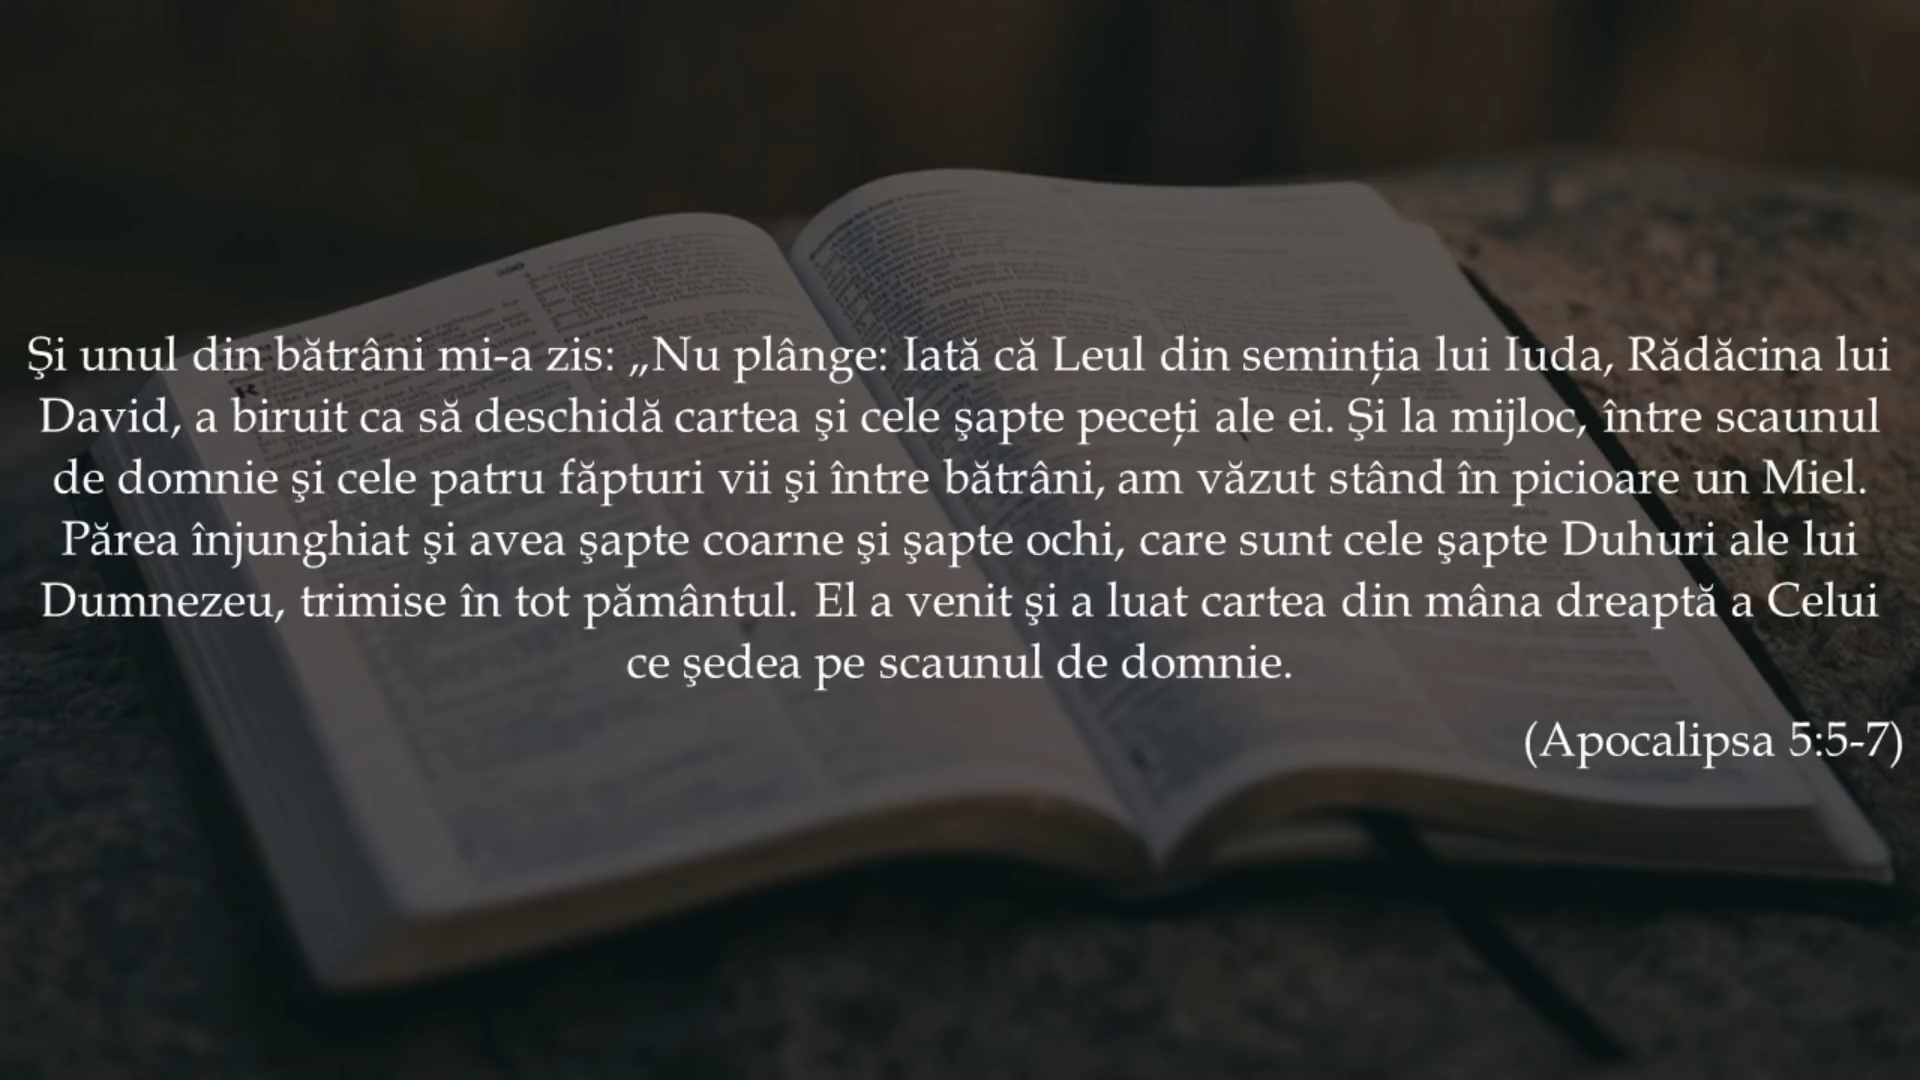 Şi unul din bătrâni mi-a zis: „Nu plânge: Iată că Leul din seminţia lui Iuda, Rădăcina lui
David, a biruit ca să deschidă cartea şi cele şapte peceţi ale ei. Şi la mijloc, între scaunul
de domnie şi cele patru făpturi vii şi între bătrâni, am văzut stând în picioare un Miel.
Părea înjunghiat şi avea şapte coarne şi şapte ochi, care sunt cele şapte Duhuri ale lui
Dumnezeu, trimise în tot pământul. El a venit şi a luat cartea din mâna dreaptă a Celui
ce şedea pe scaunul de domnie.
(Apocalipsa 5:5-7)